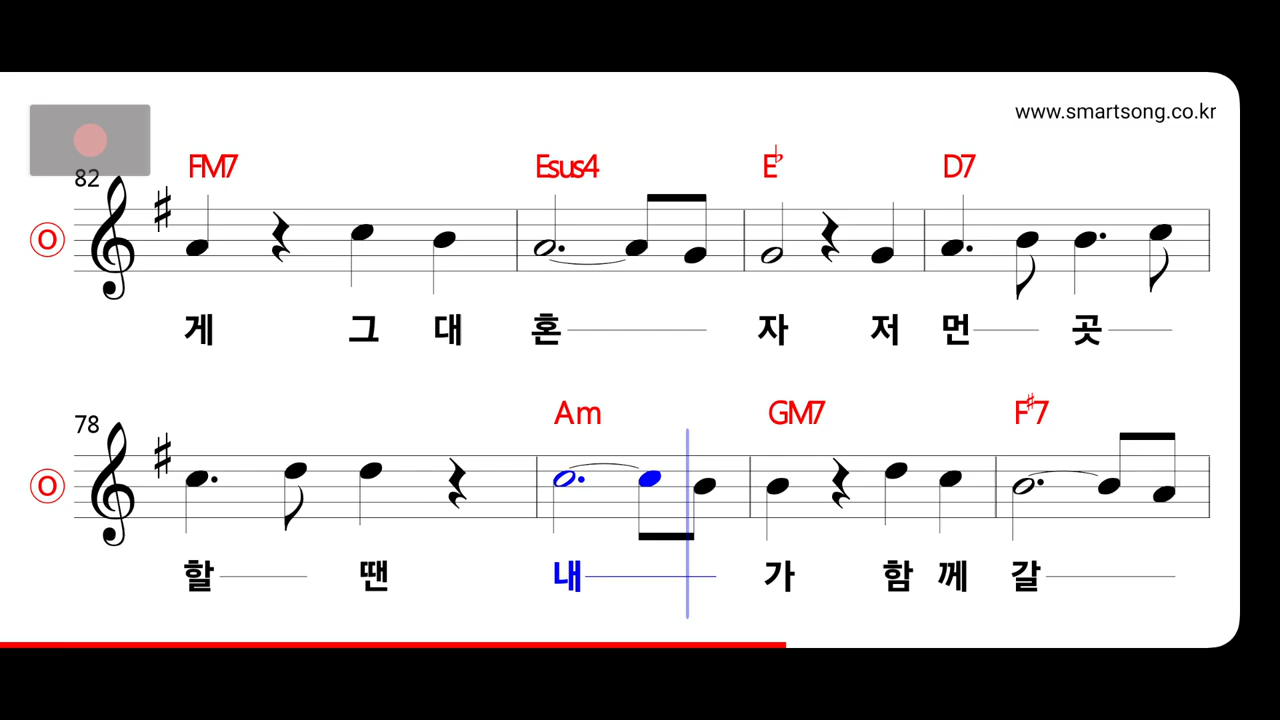 www.smartsong.co.kr
FM7 Esus4 E♭ D7
82
O
게 그 대 혼 자 저 먼 곳
Am GM7 F♯7
78
O
할 땐 내 가 함 께 갈